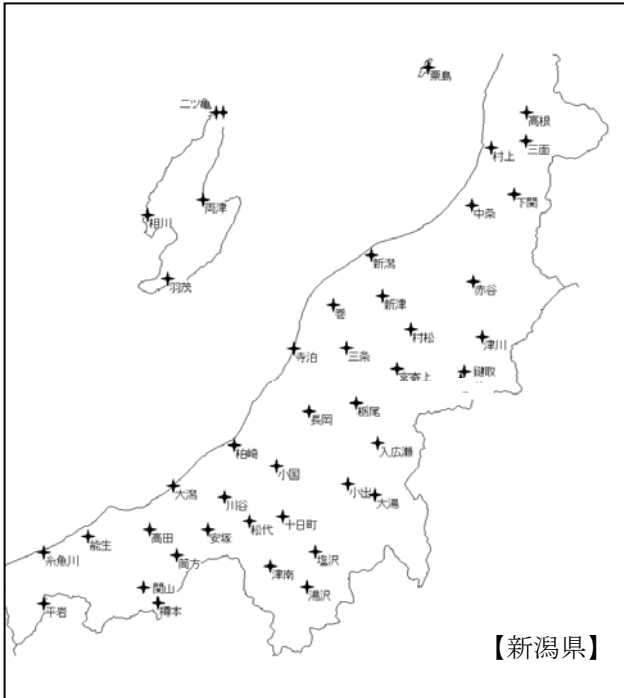 粟島
二ツ亀
高根
三面
村上
下関
両津
中条
相川
新潟
羽茂
赤谷
新津
巻
村松
津川
三条
寺泊
宮寄上
鍵取
栃尾
長岡
入広瀬
柏崎
小国
小出
大潟
大湯
川谷
十日町
松代
高田
安塚
能生
糸魚川
筒方
塩沢
津南
関山
湯沢
平岩
樽本
【新潟県】